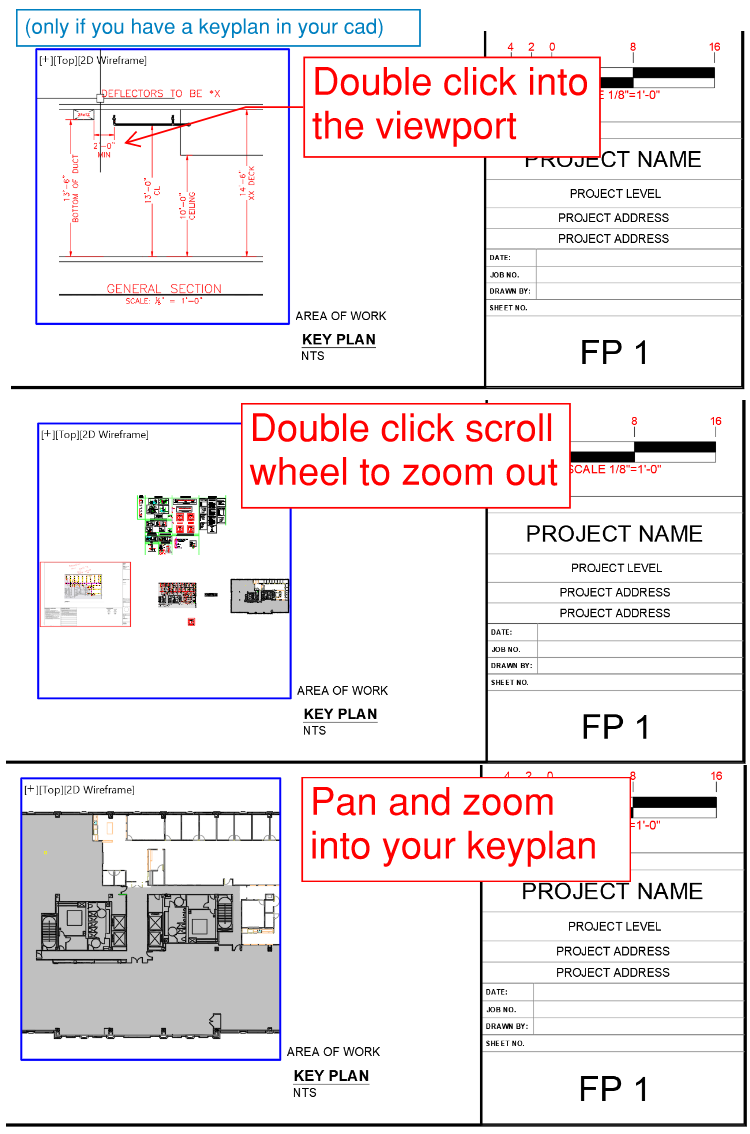 (only if you have a keyplan in your cad)
[+][Top][2D Wireframe]
Double click into
the viewport
4 2 0 8 16
E 1/8"=1'-0"
DEFLECTORS TO BE *X
2'-0"
MIN
13'-6"
BOTTOM OF DUCT
13'-0"
CL
10'-0"
CEILING
14-6"
XX DECK
GENERAL SECTION
SCALE: ⅛" = 1'-0"
AREA OF WORK
KEY PLAN
NTS
PROJECT NAME
PROJECT LEVEL
PROJECT ADDRESS
PROJECT ADDRESS
DATE:
JOB NO.
DRAWN BY:
SHEET NO.
FP 1
[+][Top][2D Wireframe]
Double click scroll
wheel to zoom out
8 16
SCALE 1/8"=1'-0"
AREA OF WORK
KEY PLAN
NTS
PROJECT NAME
PROJECT LEVEL
PROJECT ADDRESS
PROJECT ADDRESS
DATE:
JOB NO.
DRAWN BY:
SHEET NO.
FP 1
[+][Top][2D Wireframe]
Pan and zoom
into your keyplan
4 2 0 8 16
=1'-0"
AREA OF WORK
KEY PLAN
NTS
PROJECT NAME
PROJECT LEVEL
PROJECT ADDRESS
PROJECT ADDRESS
DATE:
JOB NO.
DRAWN BY:
SHEET NO.
FP 1